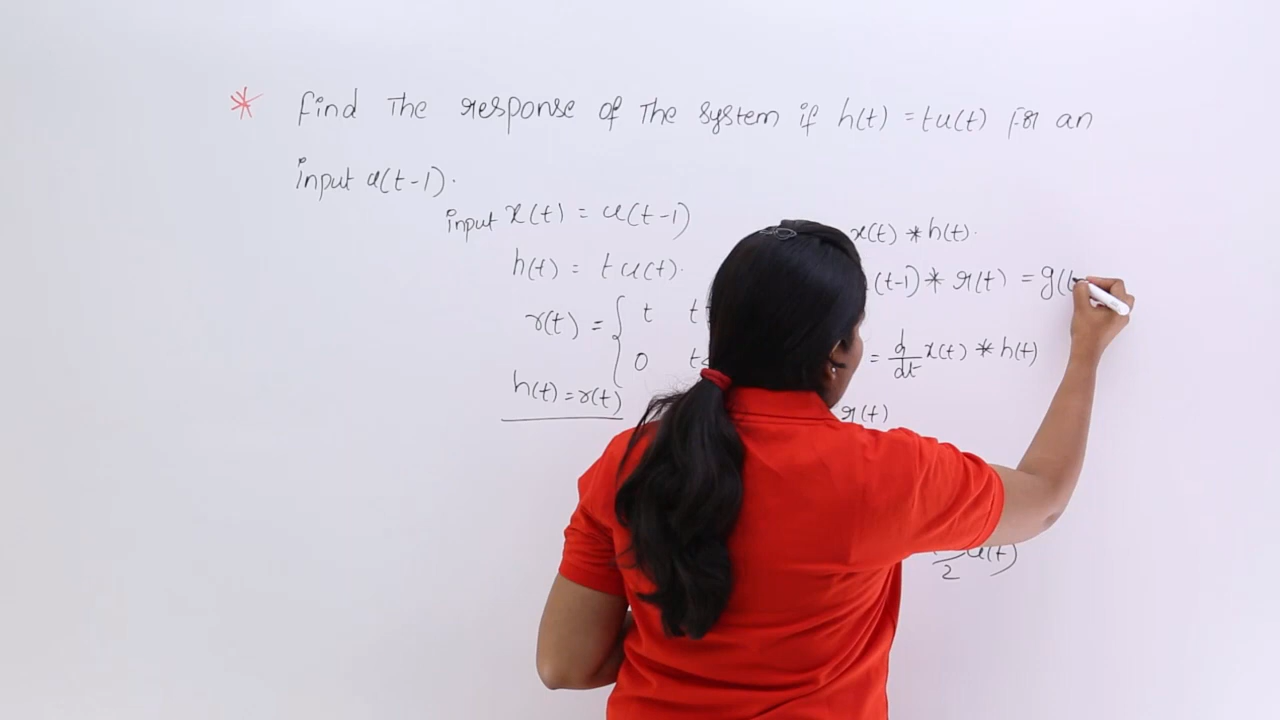 * Find The response of The system if h(t) = tu(t) For an
input u(t-1).
input x(t) = u(t-1)
h(t) = tu(t).
r(t) = { t
0
h(t) = r(t)
x(t) * h(t).
(t-1) * r(t) = g(t
= d/dt x(t) * h(t)
r(t)
/2 u(t)